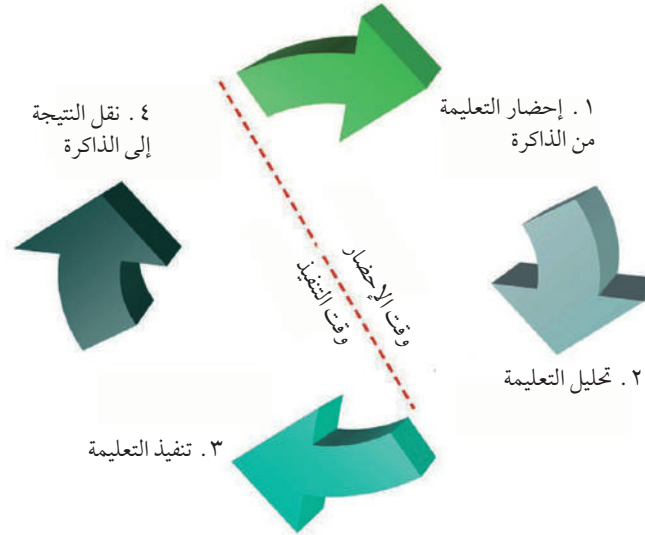 ١ . إحضار التعليمة
من الذاكرة
٢ . تحليل التعليمة
٣ . تنفيذ التعليمة
٤ . نقل النتيجة
إلى الذاكرة
وقت الإحضار
وقت التنفيذ